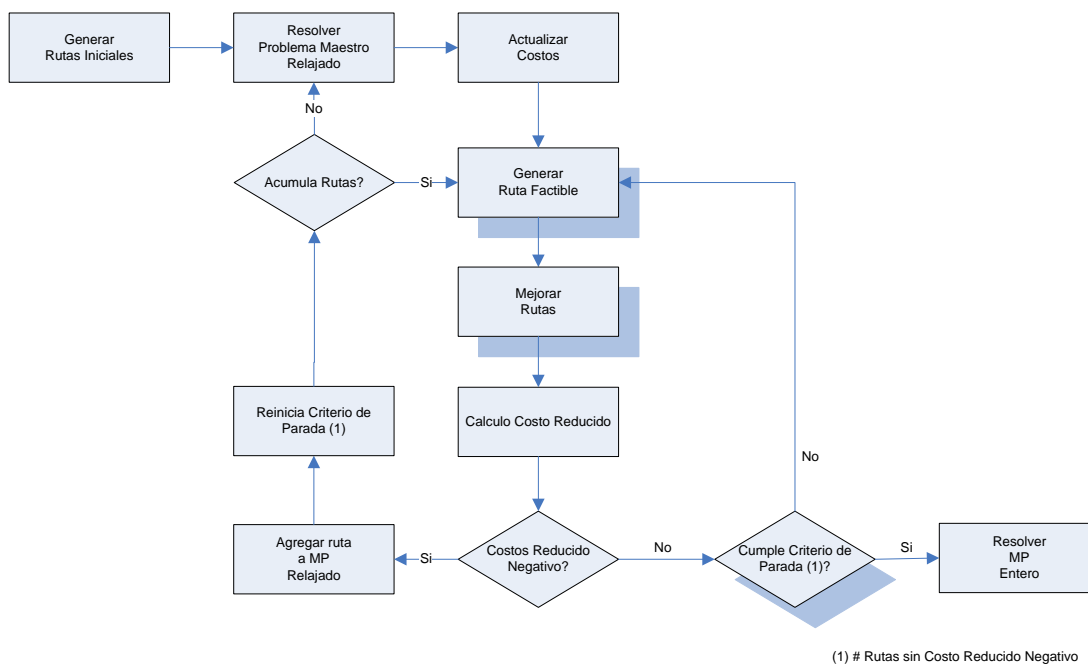 Generar
Rutas Iniciales
Resolver
Problema Maestro
Relajado
Actualizar
Costos
No
Acumula Rutas?
Si
Generar
Ruta Factible
Mejorar
Rutas
Reinicia Criterio de
Parada (1)
Calculo Costo Reducido
No
Agregar ruta
a MP
Relajado
Si
Costos Reducido
Negativo?
No
Cumple Criterio de
Parada (1)?
Si
Resolver
MP
Entero
(1) # Rutas sin Costo Reducido Negativo